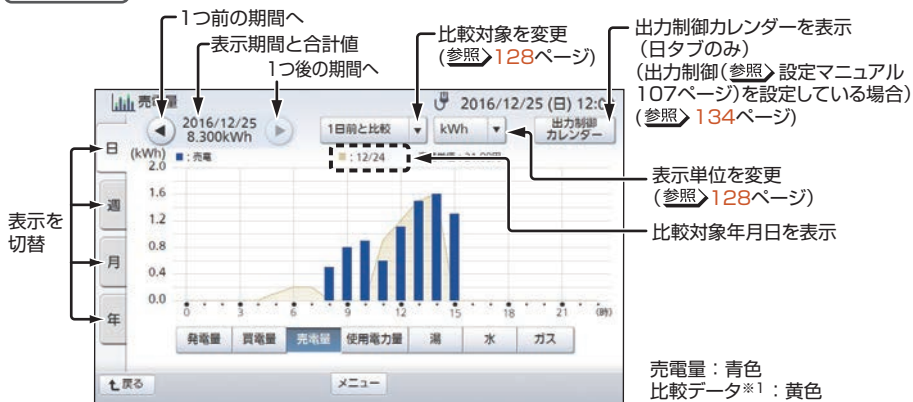 1つ前の期間へ
表示期間と合計値
1つ後の期間へ
比較対象を変更
(参照 128ページ)
出力制御カレンダーを表示
(日タブのみ)
(出力制御(参照 設定マニュアル
107ページ)を設定している場合)
(参照 134ページ)
売電量
2016/12/25 (日) 12:0
2016/12/25
8.300kWh
1日前と比較
kWh
出力制御
カレンダー
(kWh)
■:売電
■:12/24
2.0
1.6
1.2
0.8
0.4
0.0
0 3 6 9 12 15 18 21 (時)
日
週
月
年
表示を
切替
表示単位を変更
(参照 128ページ)
比較対象年月日を表示
発電量 買電量 売電量 使用電力量 湯 水 ガス
戻る
メニュー
売電量:青色
比較データ※1:黄色